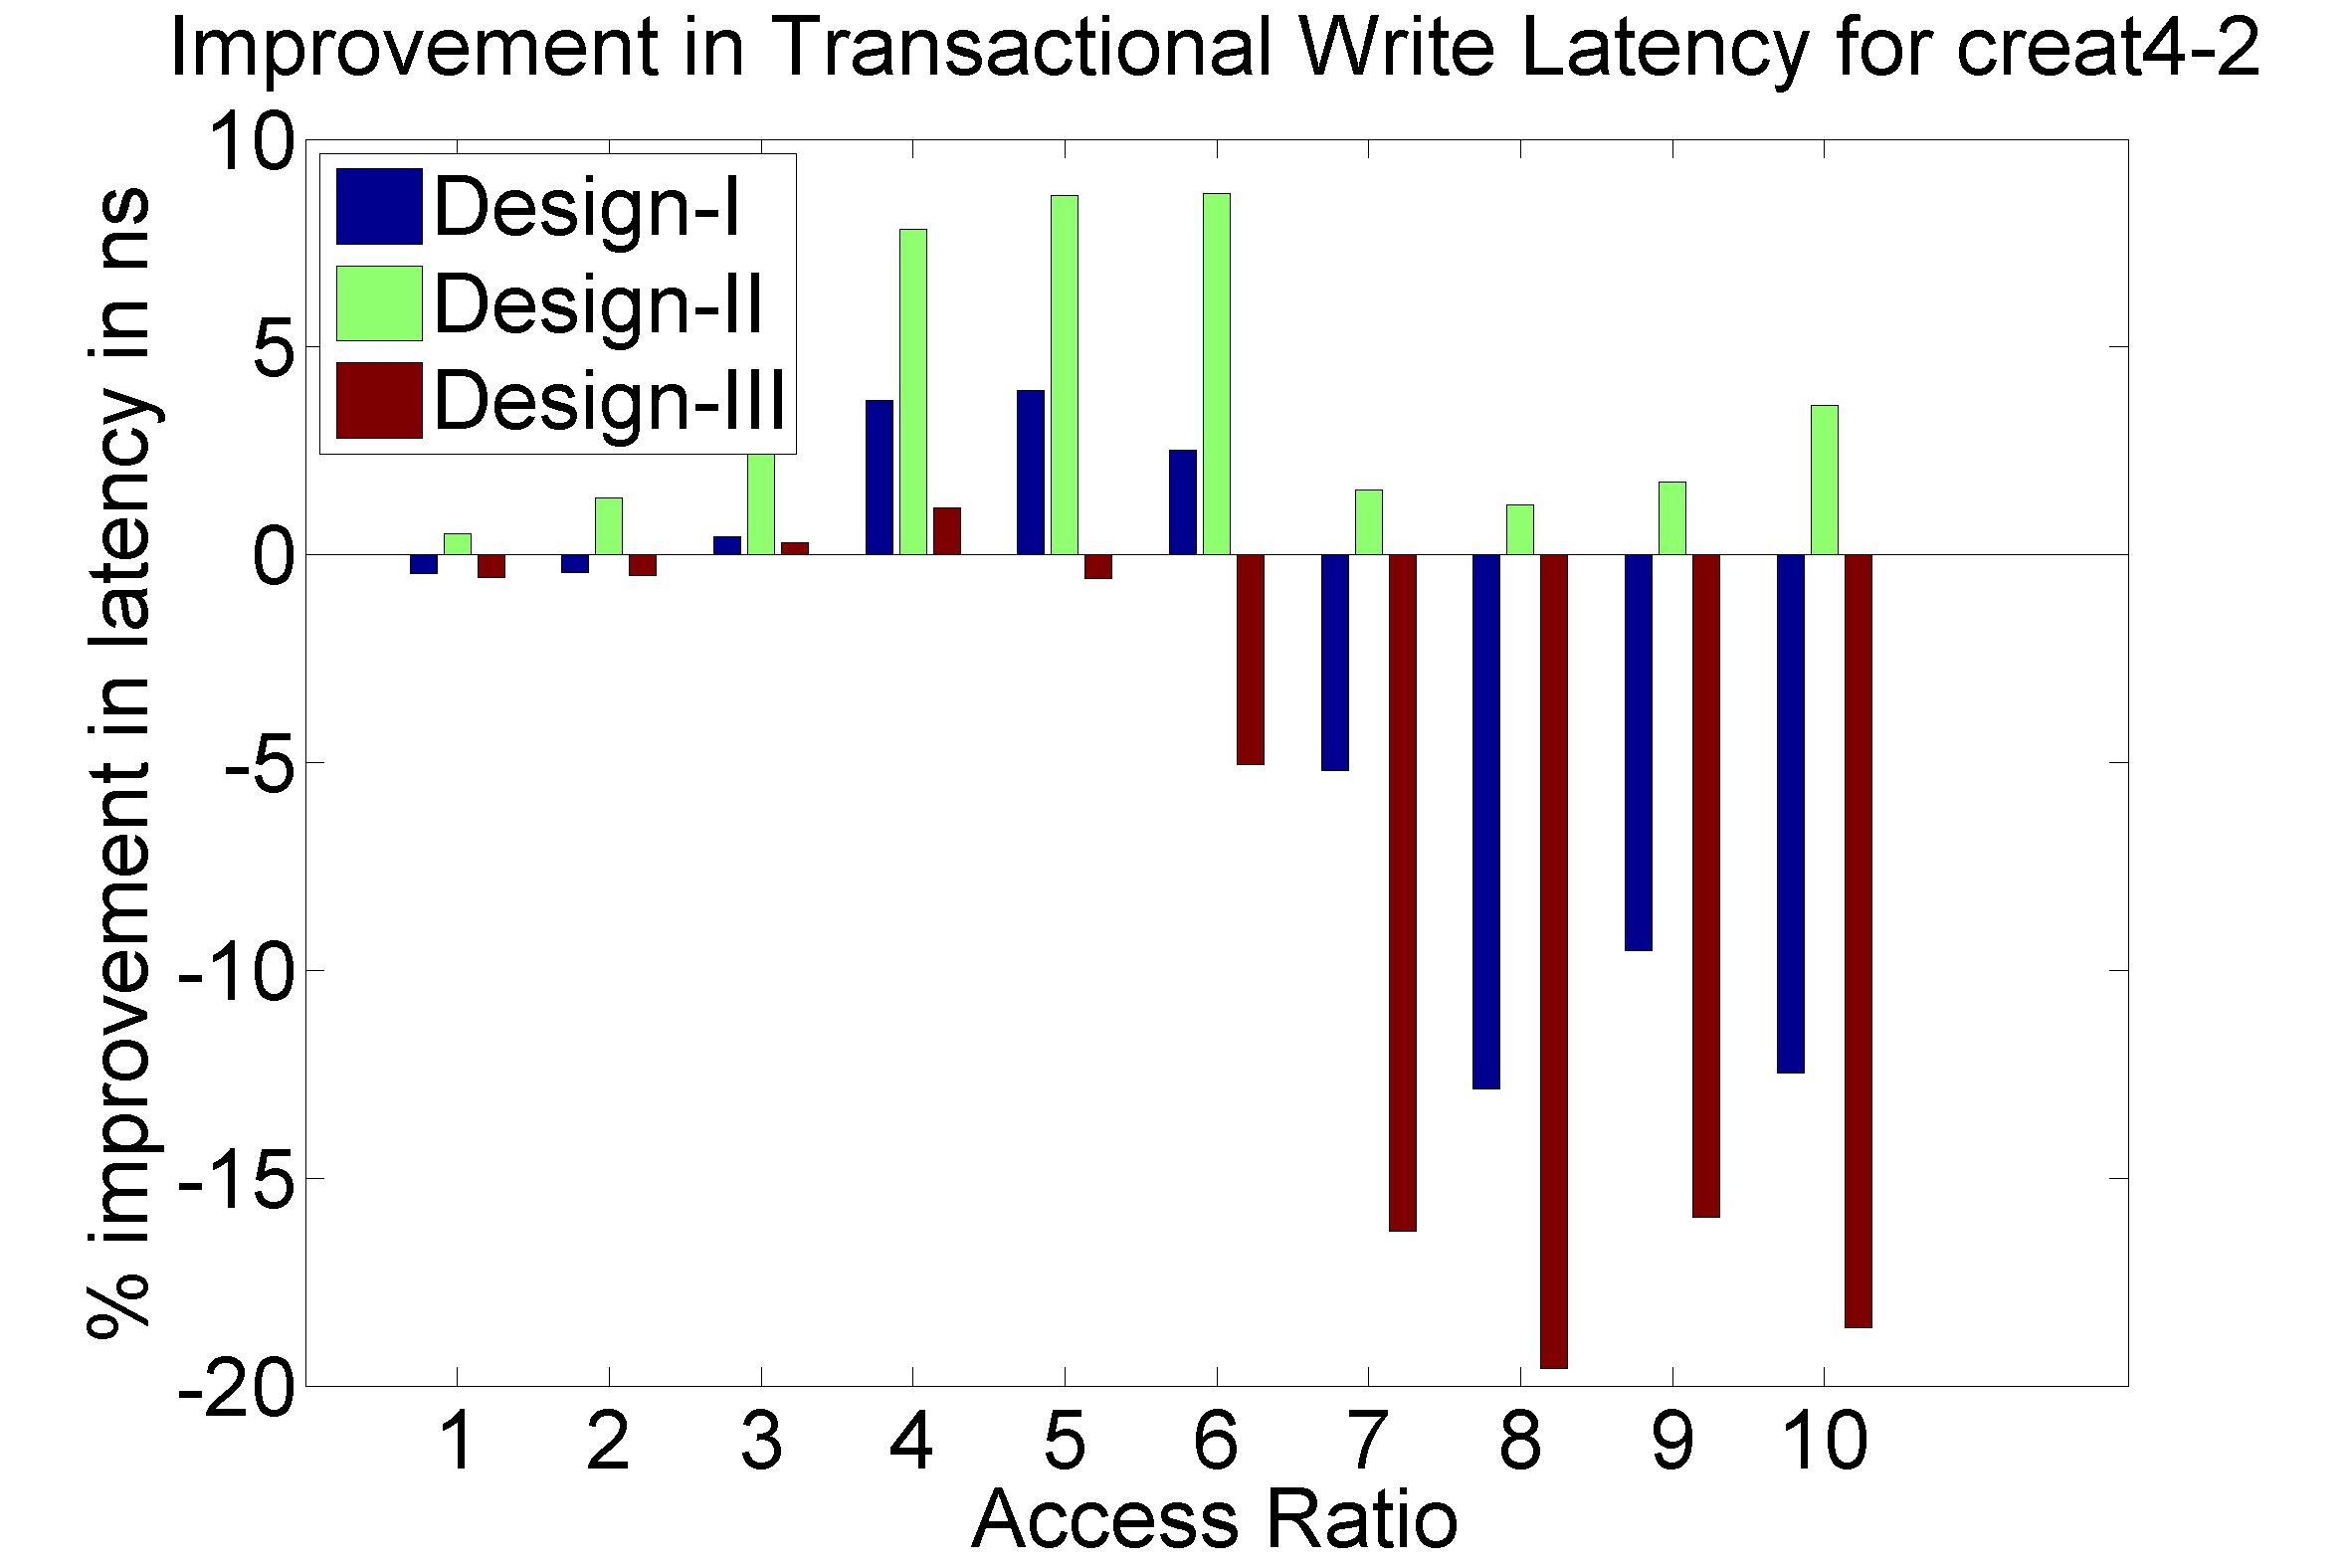 Improvement in Transactional Write Latency for creat4-2
% improvement in latency in ns
10
5
0
-5
-10
-15
-20
Design-I
Design-II
Design-III
1 2 3 4 5 6 7 8 9 10
Access Ratio